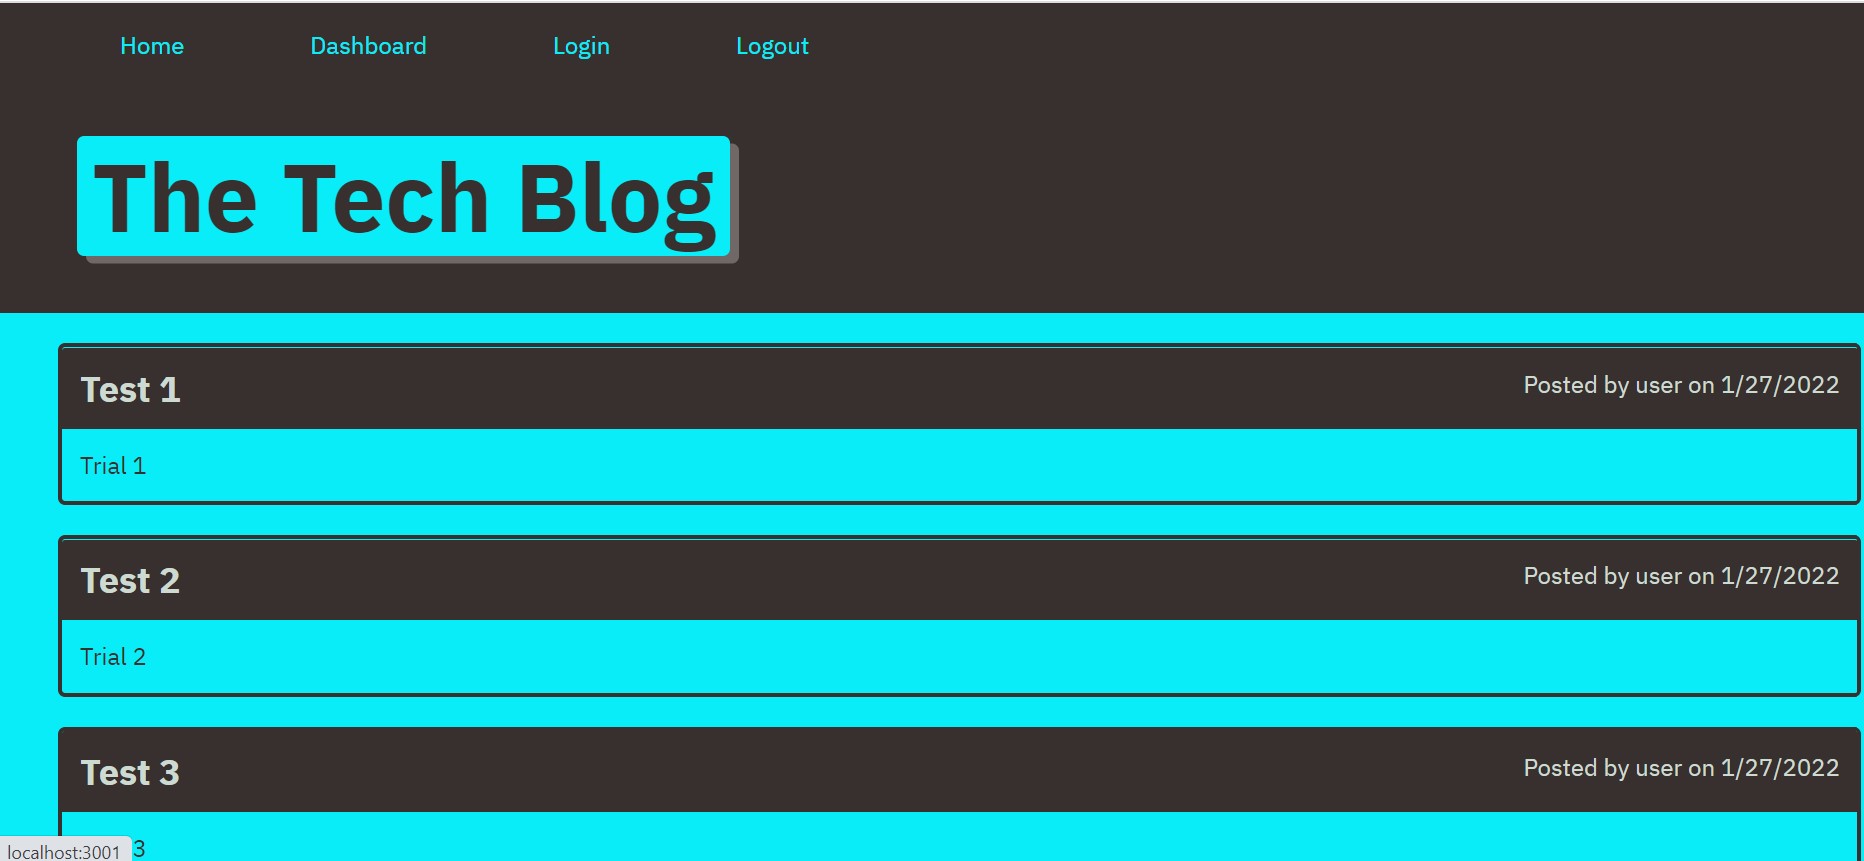 Home Dashboard Login Logout
The Tech Blog
Test 1 Posted by user on 1/27/2022
Trial 1
Test 2 Posted by user on 1/27/2022
Trial 2
Test 3 Posted by user on 1/27/2022
3
localhost:3001